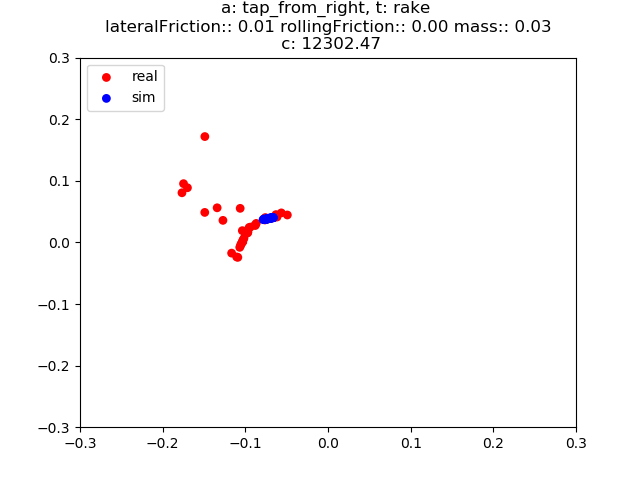 a: tap_from_right, t: rake
lateralFriction:: 0.01 rollingFriction:: 0.00 mass:: 0.03
c: 12302.47
real
sim
0.3
0.2
0.1
0.0
−0.1
−0.2
−0.3
−0.3 −0.2 −0.1 0.0 0.1 0.2 0.3